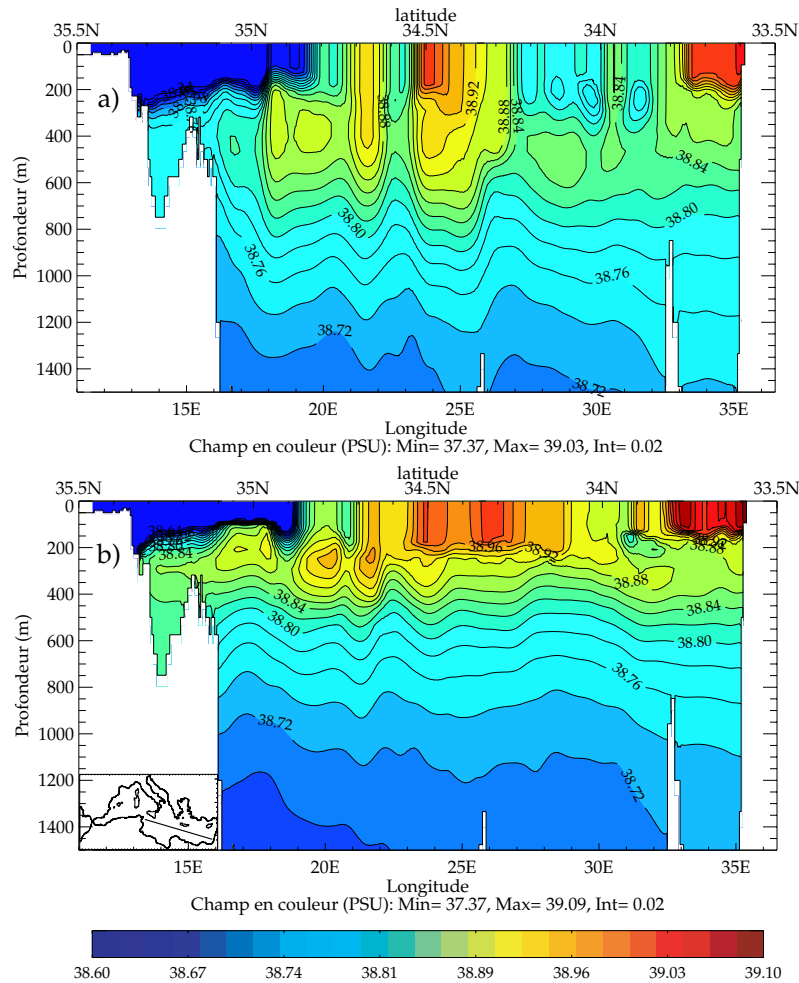 latitude
35.5N 35N 34.5N 34N 33.5N
0
200
400
600
800
1000
1200
1400
Profondeur (m)
a)
38.84
38.88
38.92
38.88
38.84
38.84
38.84
38.80
38.80
38.76
38.76
38.72
38.72
15E 20E 25E 30E 35E
Longitude
Champ en couleur (PSU): Min= 37.37, Max= 39.03, Int= 0.02
latitude
35.5N 35N 34.5N 34N 33.5N
0
200
400
600
800
1000
1200
1400
Profondeur (m)
b)
38.84
38.96
38.92
38.88
38.88
38.84
38.84
38.80
38.80
38.76
38.72
38.72
15E 20E 25E 30E 35E
Longitude
Champ en couleur (PSU): Min= 37.37, Max= 39.09, Int= 0.02
38.60 38.67 38.74 38.81 38.89 38.96 39.03 39.10